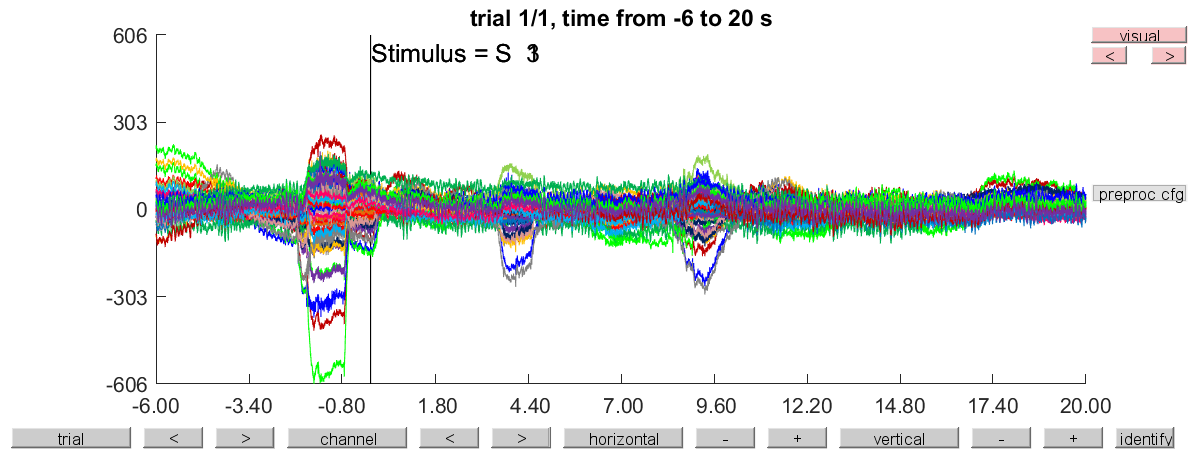 trial 1/1, time from -6 to 20 s
606
303
0
-303
-606
Stimulus = S
-6.00 -3.40 -0.80 1.80 4.40 7.00 9.60 12.20 14.80 17.40 20.00
visual
< >
preproc cfg
trial < > channel < > horizontal - + vertical - + identify